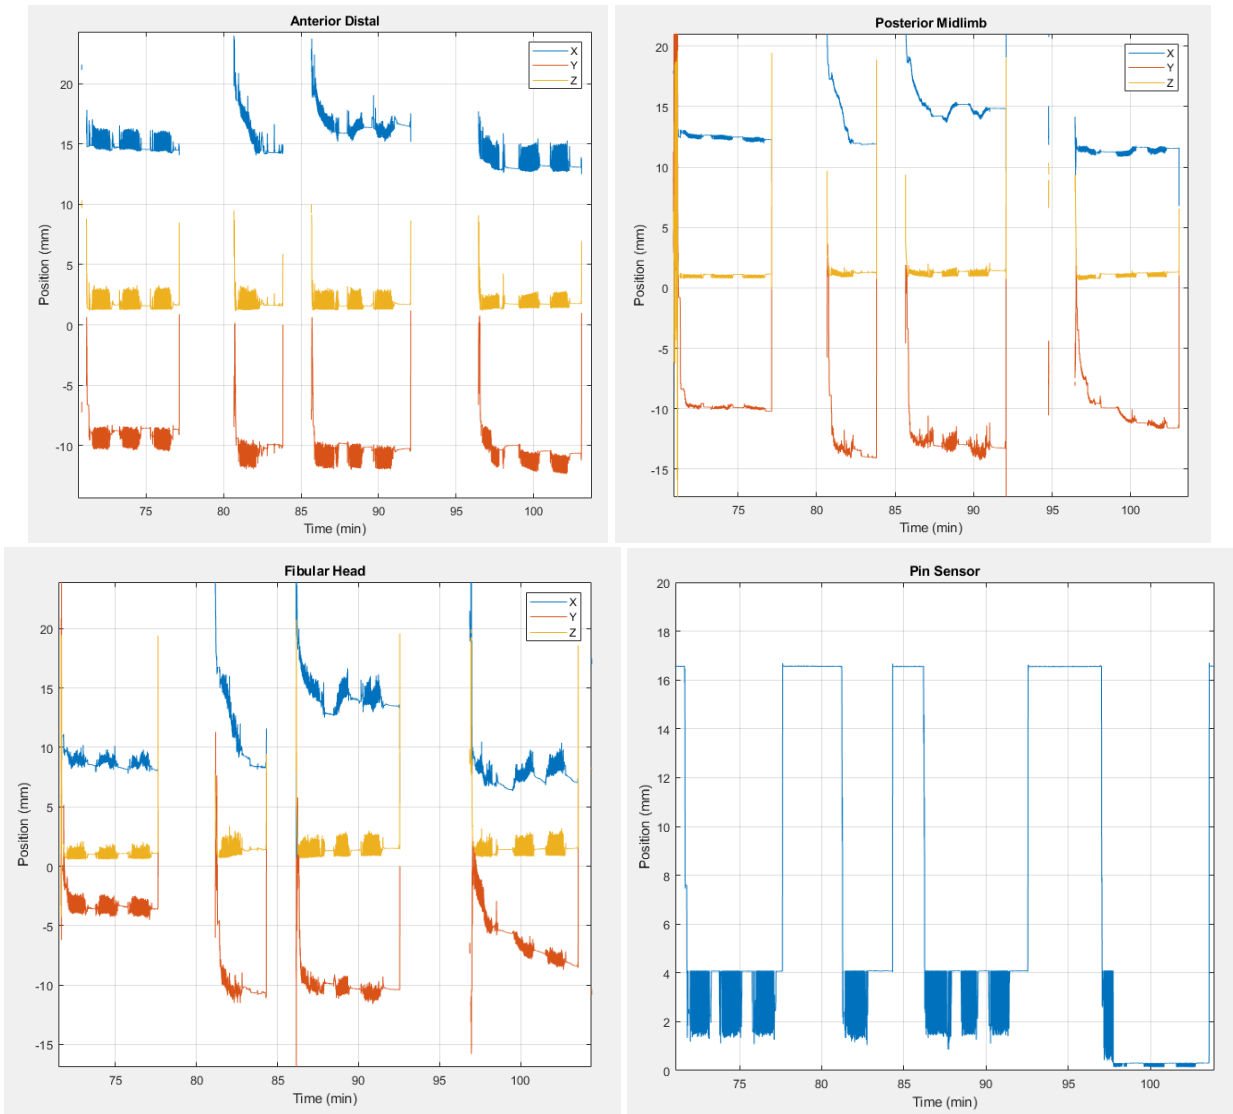 Anterior Distal
X
Y
Z
20
15
10
5
0
-5
-10
Position (mm)
75
80
85
90
95
100
Time (min)
Posterior Midlimb
X
Y
Z
20
15
10
5
0
-5
-10
-15
Position (mm)
75
80
85
90
95
100
Time (min)
Fibular Head
X
Y
Z
20
15
10
5
0
-5
-10
-15
Position (mm)
75
80
85
90
95
100
Time (min)
Pin Sensor
20
18
16
14
12
10
8
6
4
2
0
Position (mm)
75
80
85
90
95
100
Time (min)